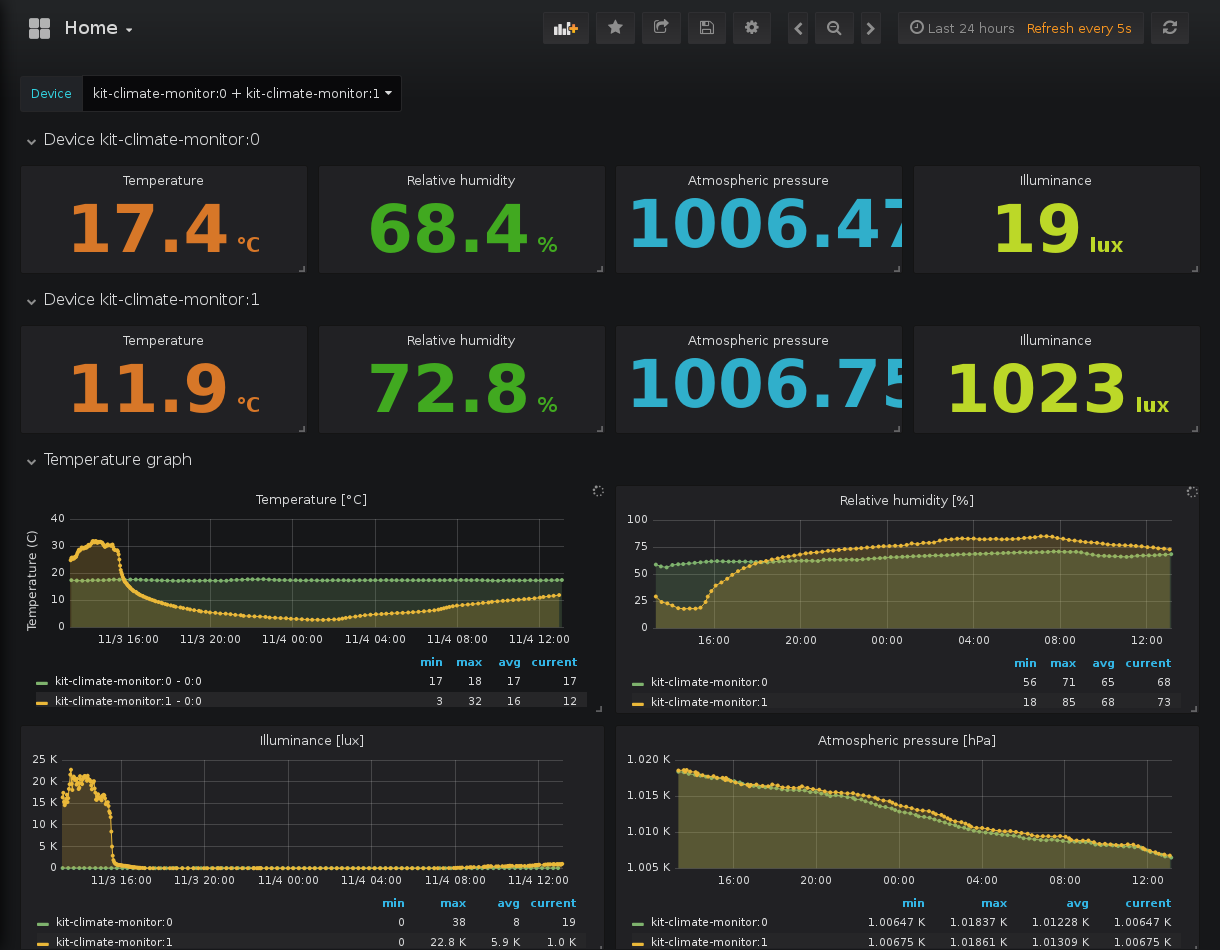 Home
Last 24 hours Refresh every 5s
Device kit-climate-monitor:0 + kit-climate-monitor:1
Device kit-climate-monitor:0
Temperature Relative humidity Atmospheric pressure Illuminance
17.4 °C 68.4 % 1006.47 19 lux
Device kit-climate-monitor:1
Temperature Relative humidity Atmospheric pressure Illuminance
11.9 °C 72.8 % 1006.75 1023 lux
Temperature graph
Temperature [°C]
Temperature (C)
40
30
20
10
0
11/3 16:00 11/3 20:00 11/4 00:00 11/4 04:00 11/4 08:00 11/4 12:00
min max avg current
kit-climate-monitor:0 - 0:0 17 18 17 17
kit-climate-monitor:1 - 0:0 3 32 16 12
Relative humidity [%]
100
75
50
25
0
16:00 20:00 00:00 04:00 08:00 12:00
min max avg current
kit-climate-monitor:0 56 71 65 68
kit-climate-monitor:1 18 85 68 73
Illuminance [lux]
25 K
20 K
15 K
10 K
5 K
0
11/3 16:00 11/3 20:00 11/4 00:00 11/4 04:00 11/4 08:00 11/4 12:00
min max avg current
kit-climate-monitor:0 0 38 8 19
kit-climate-monitor:1 0 22.8 K 5.9 K 1.0 K
Atmospheric pressure [hPa]
1.020 K
1.015 K
1.010 K
1.005 K
16:00 20:00 00:00 04:00 08:00 12:00
min max avg current
kit-climate-monitor:0 1.00647 K 1.01837 K 1.01228 K 1.00647 K
kit-climate-monitor:1 1.00675 K 1.01861 K 1.01309 K 1.00675 K